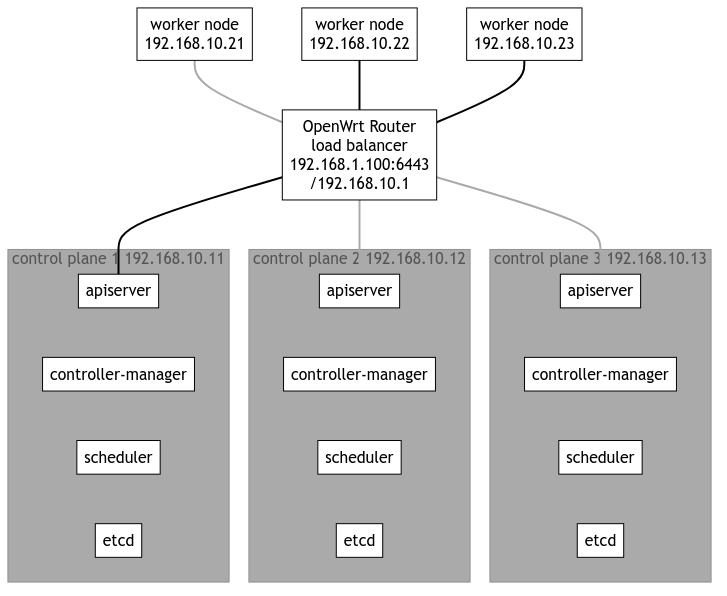 worker node
192.168.10.21
worker node
192.168.10.22
worker node
192.168.10.23
OpenWrt Router
load balancer
192.168.1.100:6443
/192.168.10.1
control plane 1 192.168.10.11
apiserver
controller-manager
scheduler
etcd
control plane 2 192.168.10.12
apiserver
controller-manager
scheduler
etcd
control plane 3 192.168.10.13
apiserver
controller-manager
scheduler
etcd